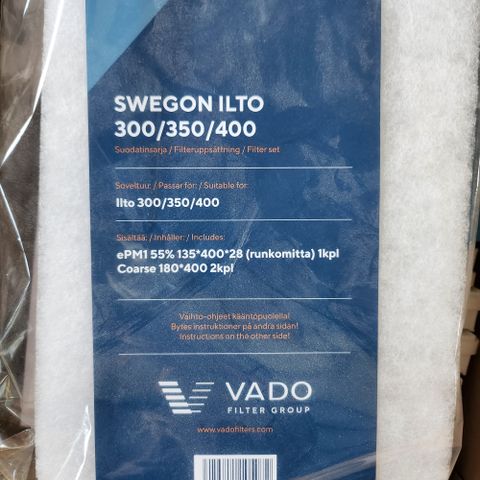 SWEGON ILTO
300/350/400
Suodatinsarja / Filteruppsättning / Filter set
Soveltuu: / Passar för: / Suitable for:
Ilto 300/350/400
Sisältää: / Inhåller: / Includes:
ePM1 55% 135*400*28 (runkomitta) 1kpl
Coarse 180*400 2kpl
Vaihto-ohjeet kääntöpuolella!
Bytes instruktioner på andra sidan!
Instructions on the other side!
VADO
FILTER GROUP
www.vadofilters.com